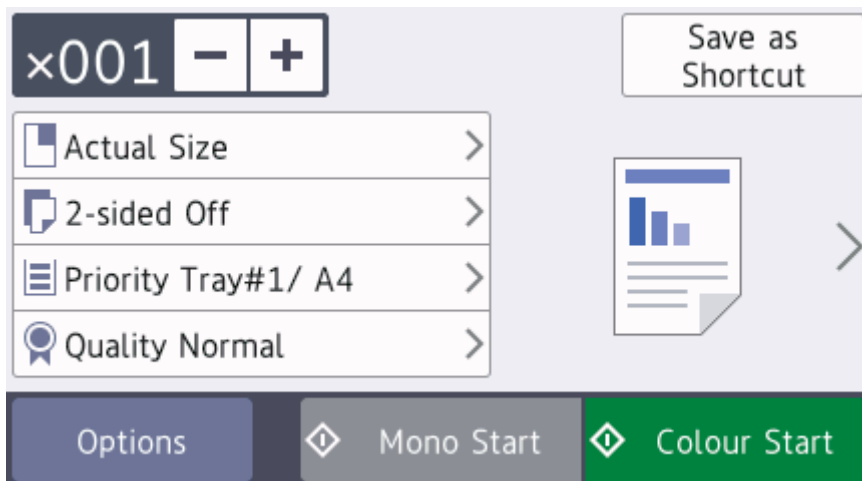 ×001 − +
Save as
Shortcut
Actual Size
2-sided Off
Priority Tray#1/ A4
Quality Normal
Options
Mono Start
Colour Start